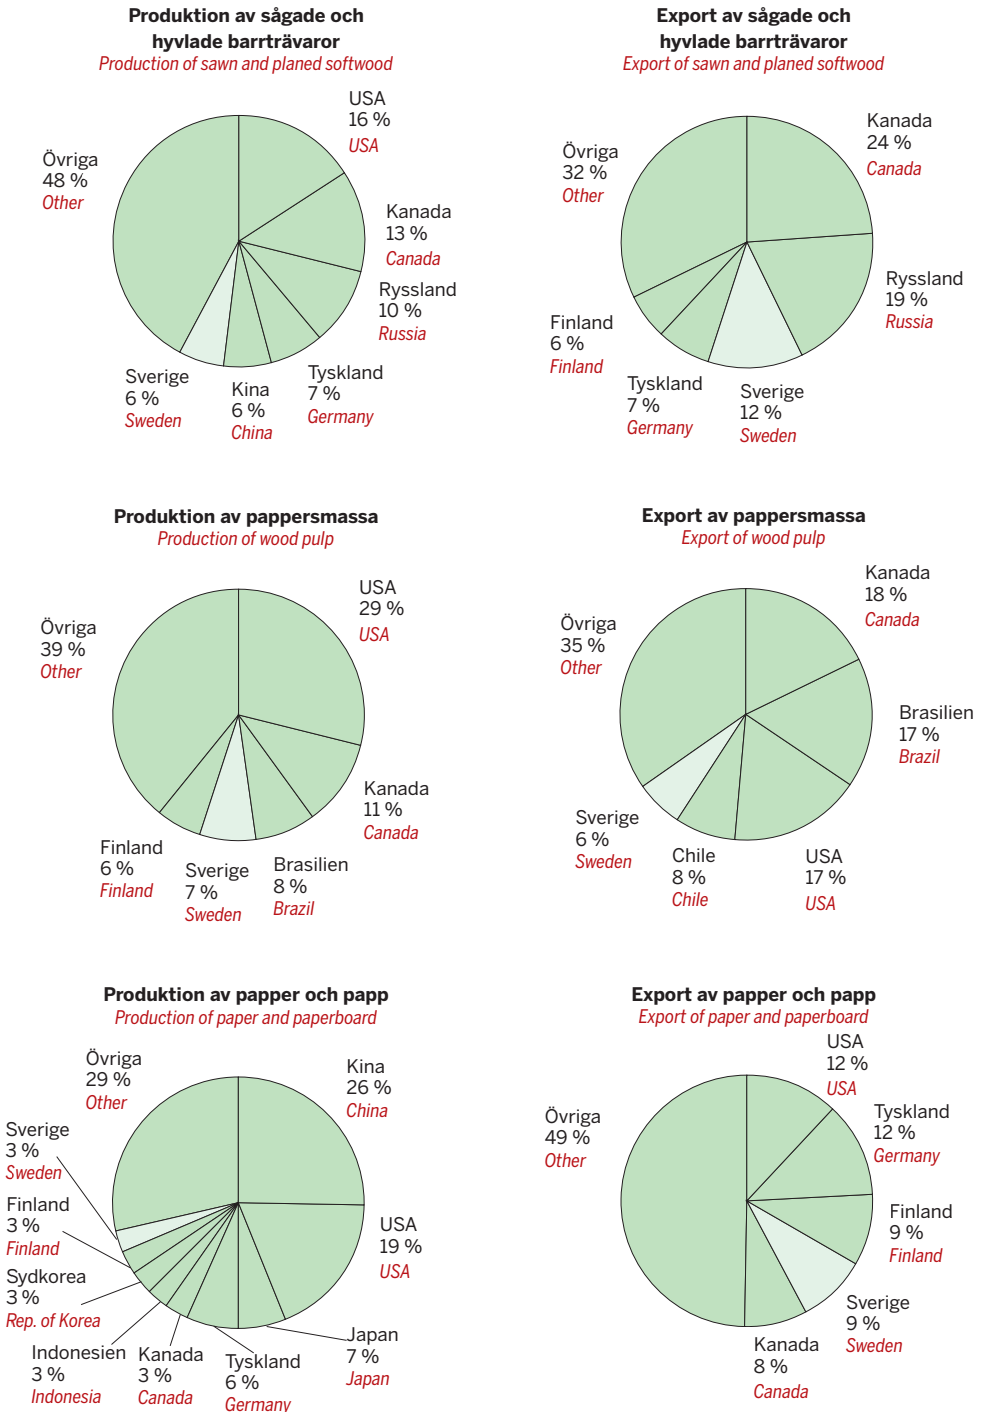 Produktion av sågade och
hyvlade barrträvaror
Production of sawn and planed softwood
USA
16 %
USA
Kanada
13 %
Canada
Ryssland
10 %
Russia
Tyskland
7 %
Germany
Kina
6 %
China
Sverige
6 %
Sweden
Övriga
48 %
Other
Export av sågade och
hyvlade barrträvaror
Export of sawn and planed softwood
Kanada
24 %
Canada
Ryssland
19 %
Russia
Sverige
12 %
Sweden
Tyskland
7 %
Germany
Finland
6 %
Finland
Övriga
32 %
Other
Produktion av pappersmassa
Production of wood pulp
USA
29 %
USA
Kanada
11 %
Canada
Brasilien
8 %
Brazil
Sverige
7 %
Sweden
Finland
6 %
Finland
Övriga
39 %
Other
Export av pappersmassa
Export of wood pulp
Kanada
18 %
Canada
Brasilien
17 %
Brazil
USA
17 %
USA
Chile
8 %
Chile
Sverige
6 %
Sweden
Övriga
35 %
Other
Produktion av papper och papp
Production of paper and paperboard
Kina
26 %
China
USA
19 %
USA
Japan
7 %
Japan
Tyskland
6 %
Germany
Kanada
3 %
Canada
Indonesien
3 %
Indonesia
Sydkorea
3 %
Rep. of Korea
Finland
3 %
Finland
Sverige
3 %
Sweden
Övriga
29 %
Other
Export av papper och papp
Export of paper and paperboard
USA
12 %
USA
Tyskland
12 %
Germany
Finland
9 %
Finland
Sverige
9 %
Sweden
Kanada
8 %
Canada
Övriga
49 %
Other